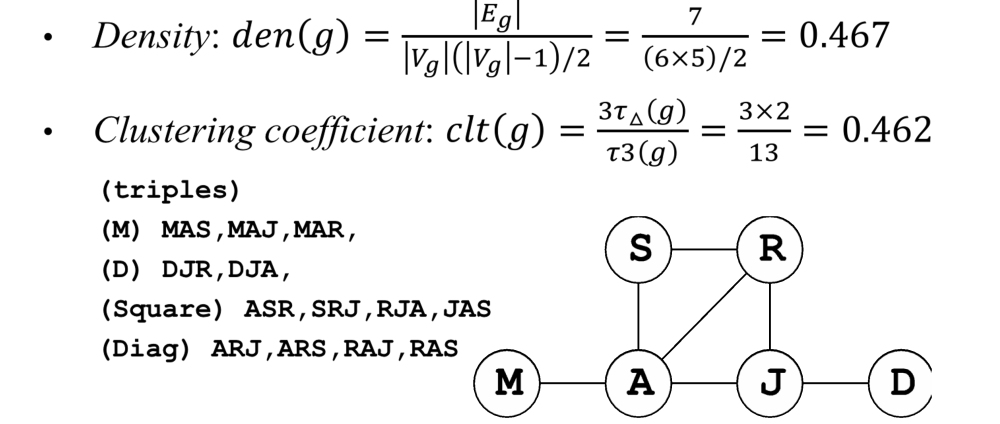 • Density: den(g) = |E_g| / (|V_g|(|V_g|−1)/2) = 7 / ((6×5)/2) = 0.467
• Clustering coefficient: clt(g) = 3τ_△(g) / τ3(g) = 3×2 / 13 = 0.462
(triples)
(M) MAS,MAJ,MAR,
(D) DJR,DJA,
(Square) ASR,SRJ,RJA,JAS
(Diag) ARJ,ARS,RAJ,RAS
S R
M A J D